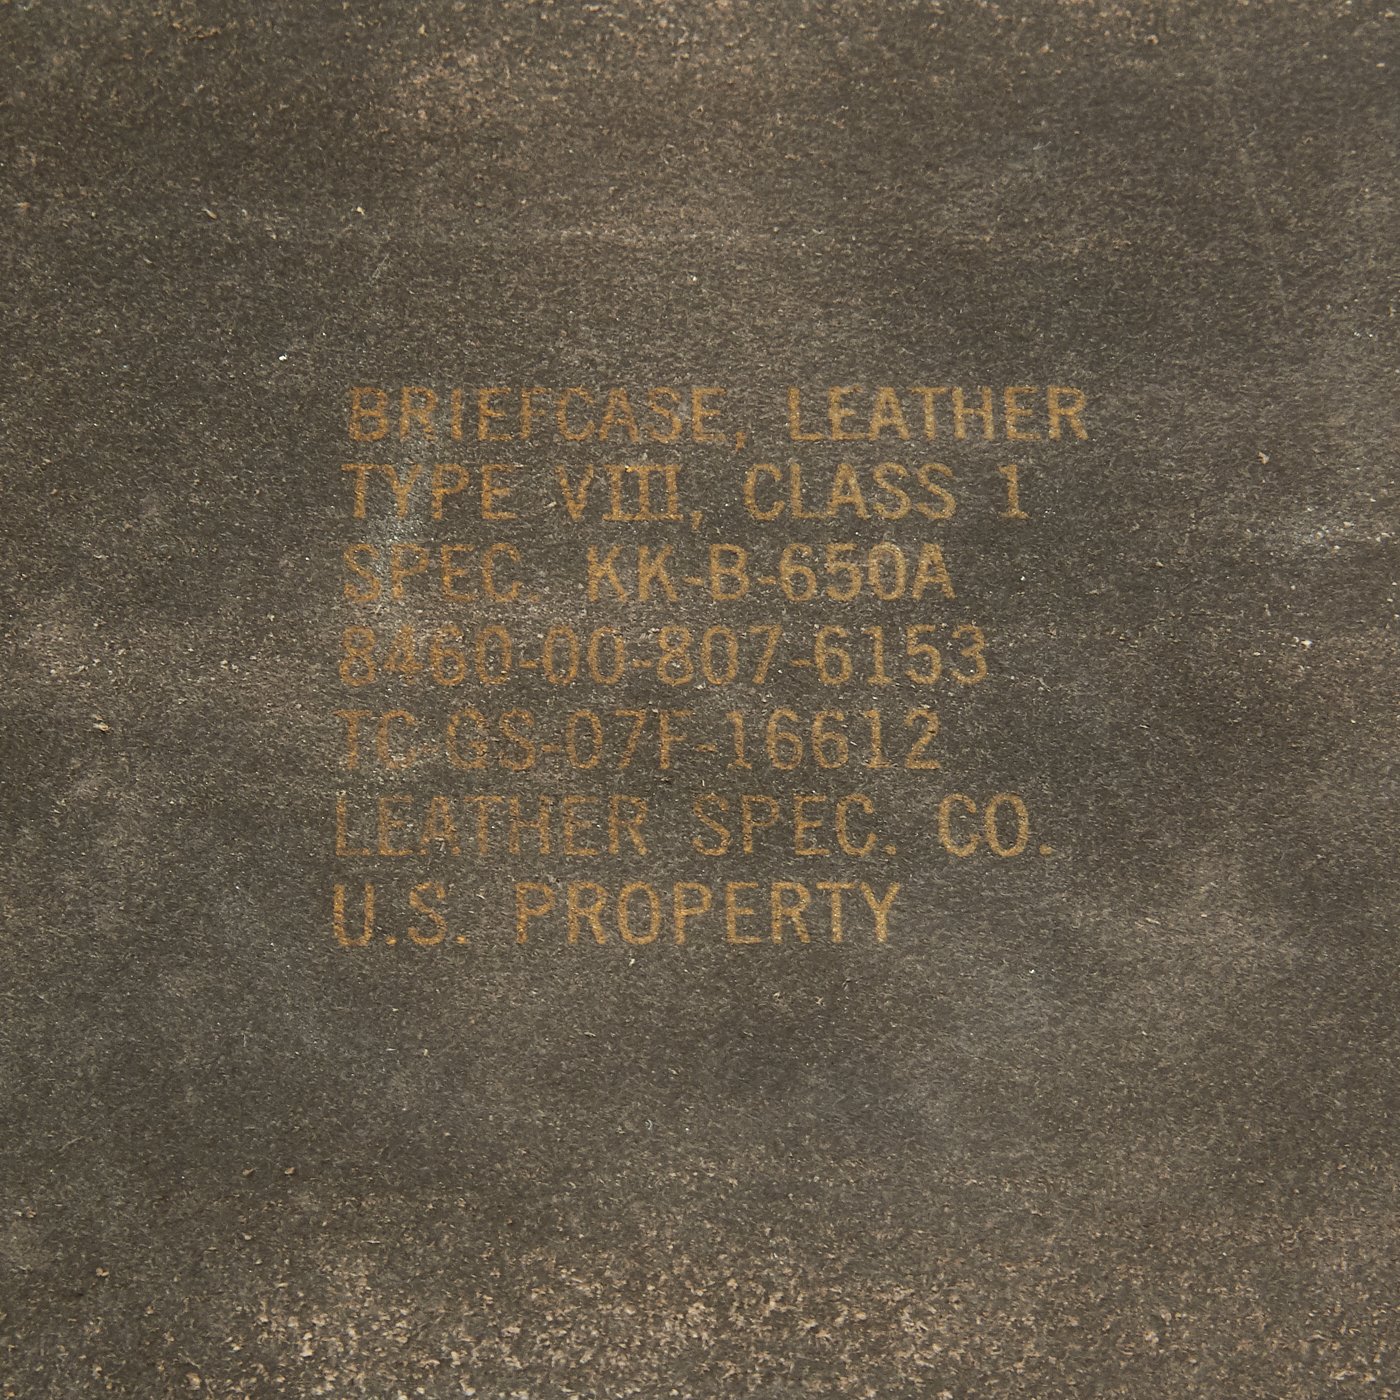 BRIEFCASE, LEATHER
TYPE VIII, CLASS 1
SPEC. KK-B-650A
8460-00-807-6153
TC-GS-07F-16612
LEATHER SPEC. CO.
U.S. PROPERTY